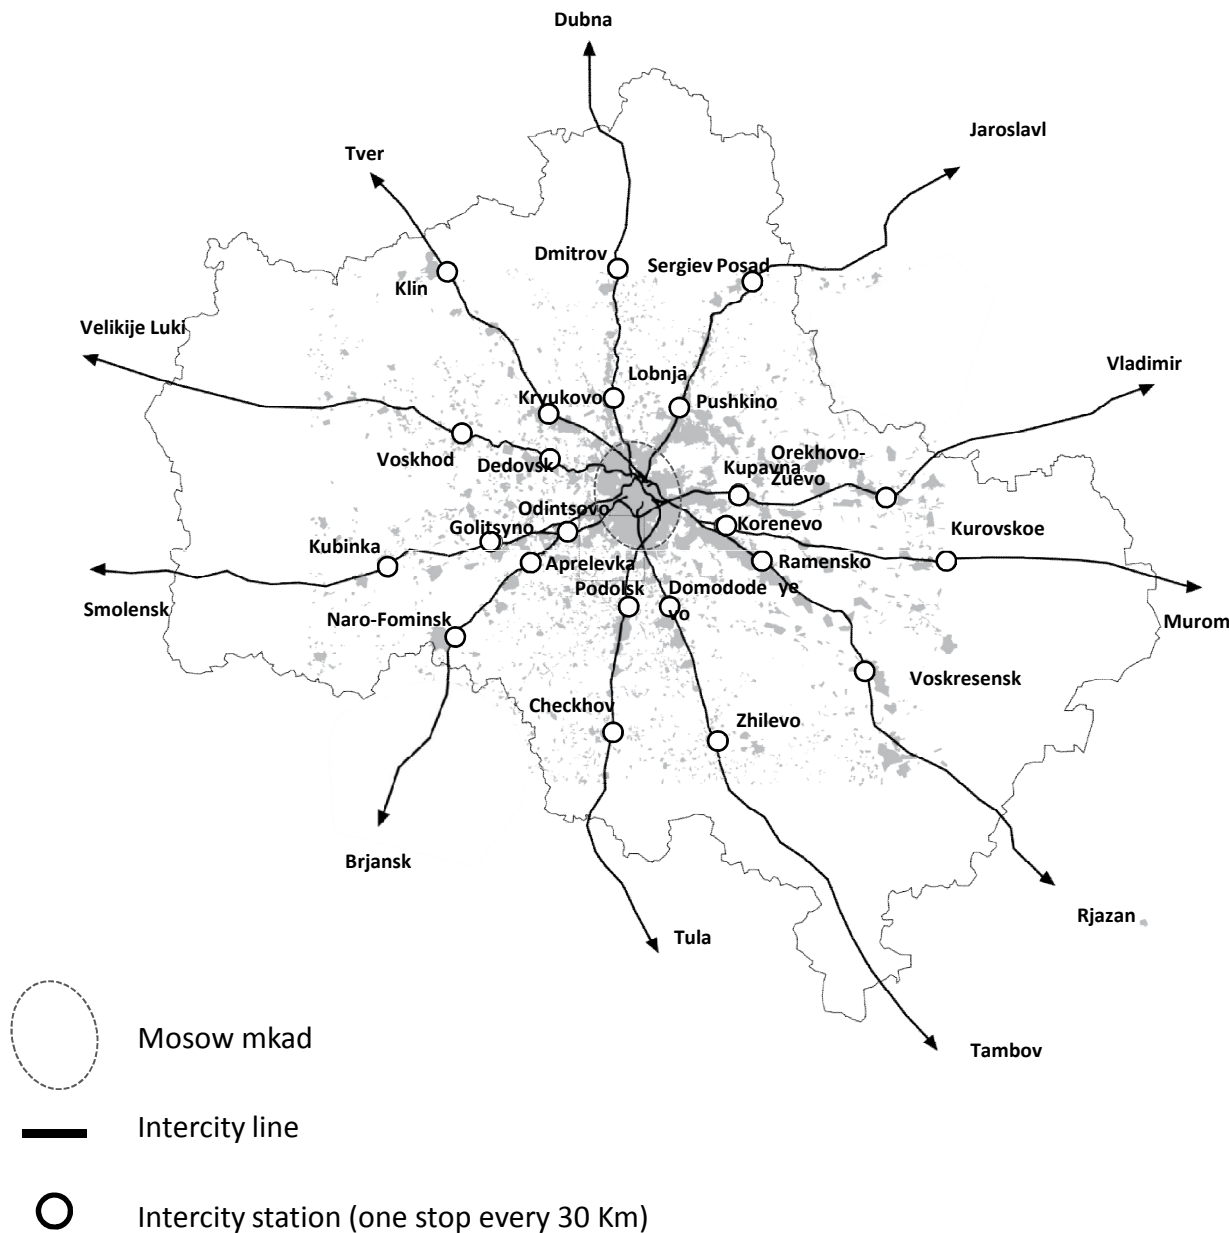 Dubna
Jaroslavl
Tver
Dmitrov
Sergiev Posad
Klin
Velikije Luki
Vladimir
Lobnja
Kryukovo
Pushkino
Voskhod
Dedovsk
Orekhovo-
Zuevo
Kupavna
Odintsovo
Golitsyno
Korenevo
Kurovskoe
Kubinka
Aprelevka
Ramensko
ye
Smolensk
Podolsk
Domodode
vo
Naro-Fominsk
Murom
Voskresensk
Checkhov
Zhilevo
Brjansk
Rjazan
Tula
Tambov
Mosow mkad
Intercity line
Intercity station (one stop every 30 Km)